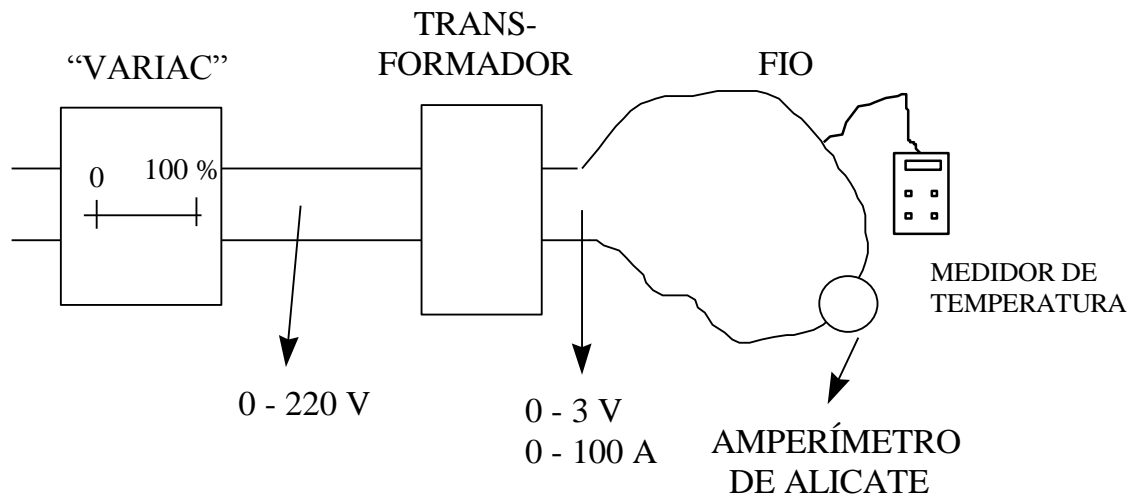 “VARIAC”
0
100 %
TRANS-
FORMADOR
FIO
MEDIDOR DE
TEMPERATURA
0 - 220 V
0 - 3 V
0 - 100 A
AMPERÍMETRO
DE ALICATE